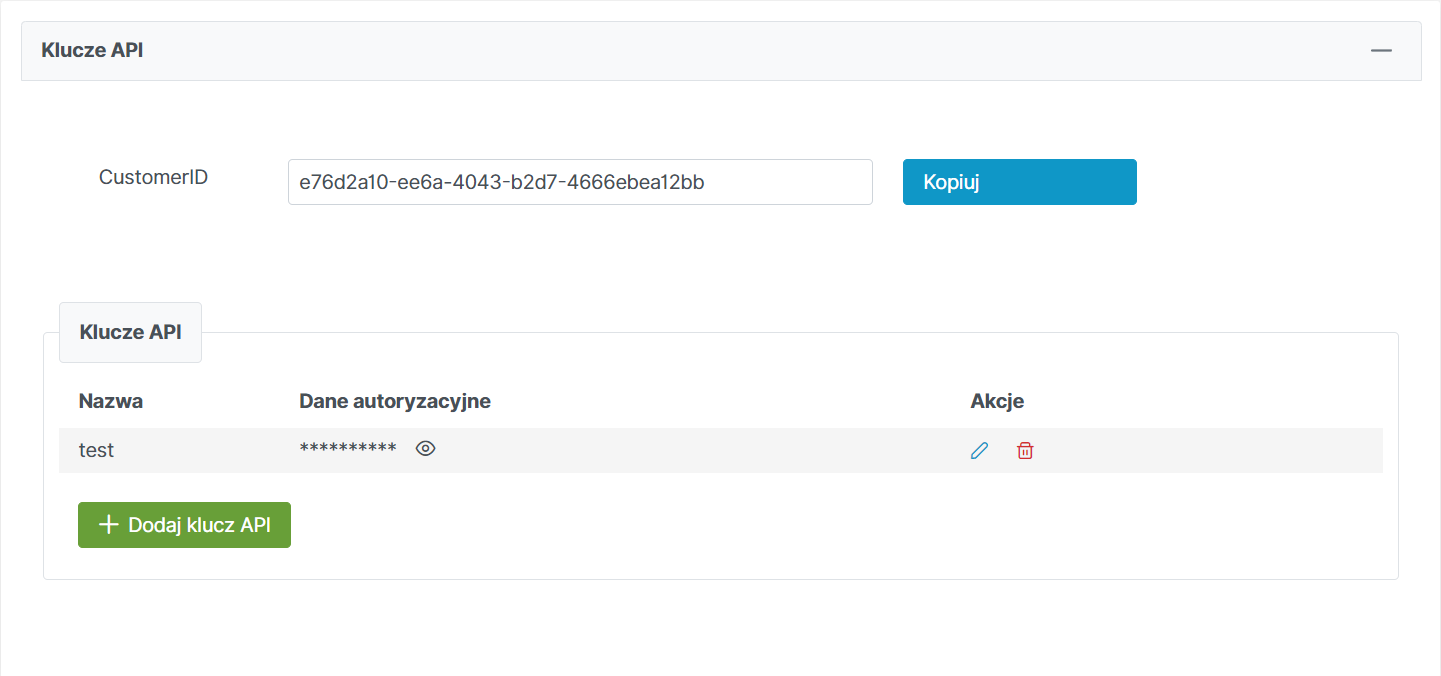 Klucze API
CustomerID e76d2a10-ee6a-4043-b2d7-4666ebea12bb Kopiuj
Klucze API
Nazwa Dane autoryzacyjne Akcje
test **********
Dodaj klucz API